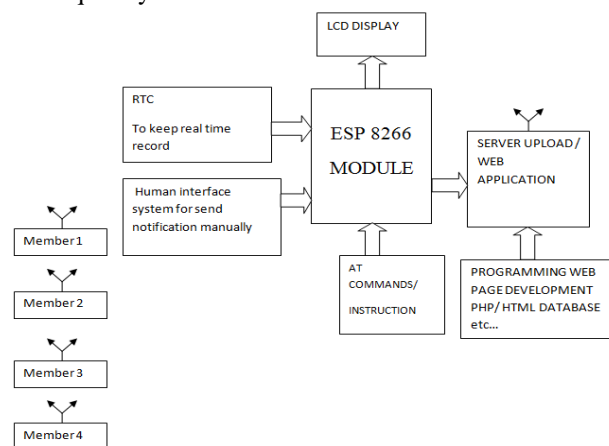 LCD DISPLAY
RTC
To keep real time
record
ESP 8266
MODULE
SERVER UPLOAD /
WEB
APPLICATION
Human interface
system for send
notification manually
AT
COMMANDS/
INSTRUCTION
PROGRAMMING WEB
PAGE DEVELOPMENT
PHP/ HTML DATABASE
etc...
Member 1
Member 2
Member 3
Member 4